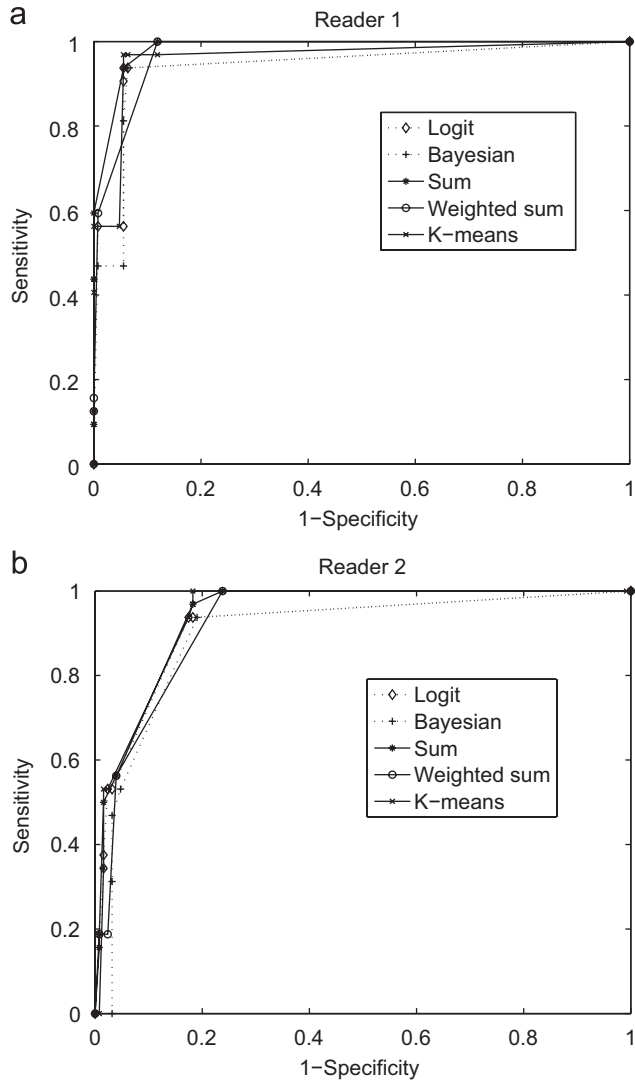 a
Reader 1
1
0.8
0.6
0.4
0.2
0
Sensitivity
Logit
Bayesian
Sum
Weighted sum
K−means
0 0.2 0.4 0.6 0.8 1
1−Specificity
b
Reader 2
1
0.8
0.6
0.4
0.2
0
Sensitivity
Logit
Bayesian
Sum
Weighted sum
K−means
0 0.2 0.4 0.6 0.8 1
1−Specificity